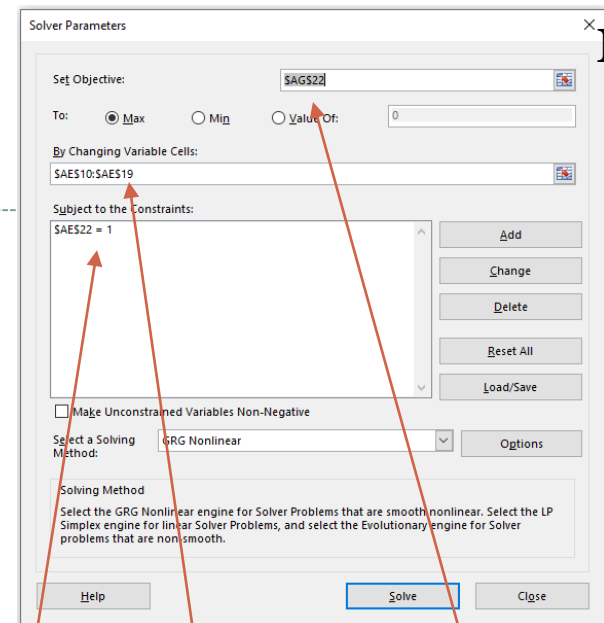 Solver Parameters
Set Objective:
$AG$22
To:
Max
Min
Value Of:
0
By Changing Variable Cells:
$AE$10:$AE$19
Subject to the Constraints:
$AE$22 = 1
Add
Change
Delete
Reset All
Load/Save
Make Unconstrained Variables Non-Negative
Select a Solving
Method:
GRG Nonlinear
Options
Solving Method
Select the GRG Nonlinear engine for Solver Problems that are smooth nonlinear. Select the LP
Simplex engine for linear Solver Problems, and select the Evolutionary engine for Solver
problems that are non-smooth.
Help
Solve
Close